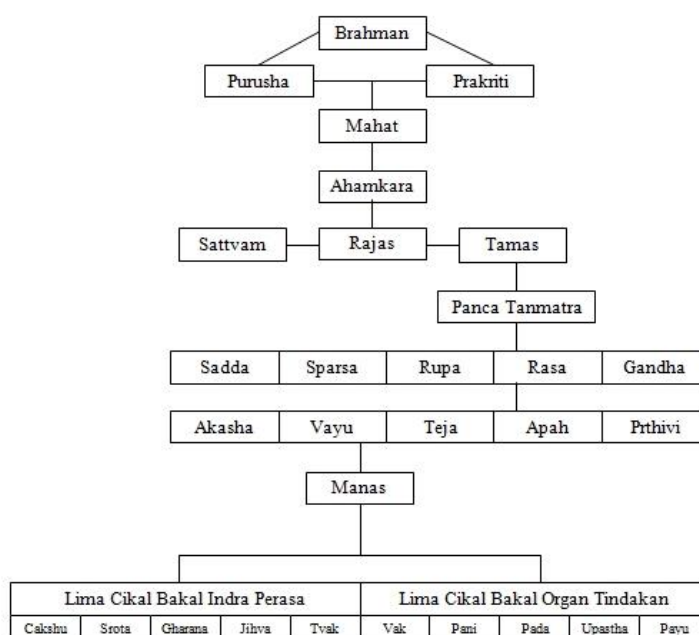 Brahman
Purusha Prakriti
Mahat
Ahamkara
Sattvam Rajas Tamas
Panca Tanmatra
Sadda Sparsa Rupa Rasa Gandha
Akasha Vayu Teja Apah Prthivi
Manas
Lima Cikal Bakal Indra Perasa Lima Cikal Bakal Organ Tindakan
Cakshu Srota Gharana Jihva Tvak Vak Pani Pada Upastha Payu